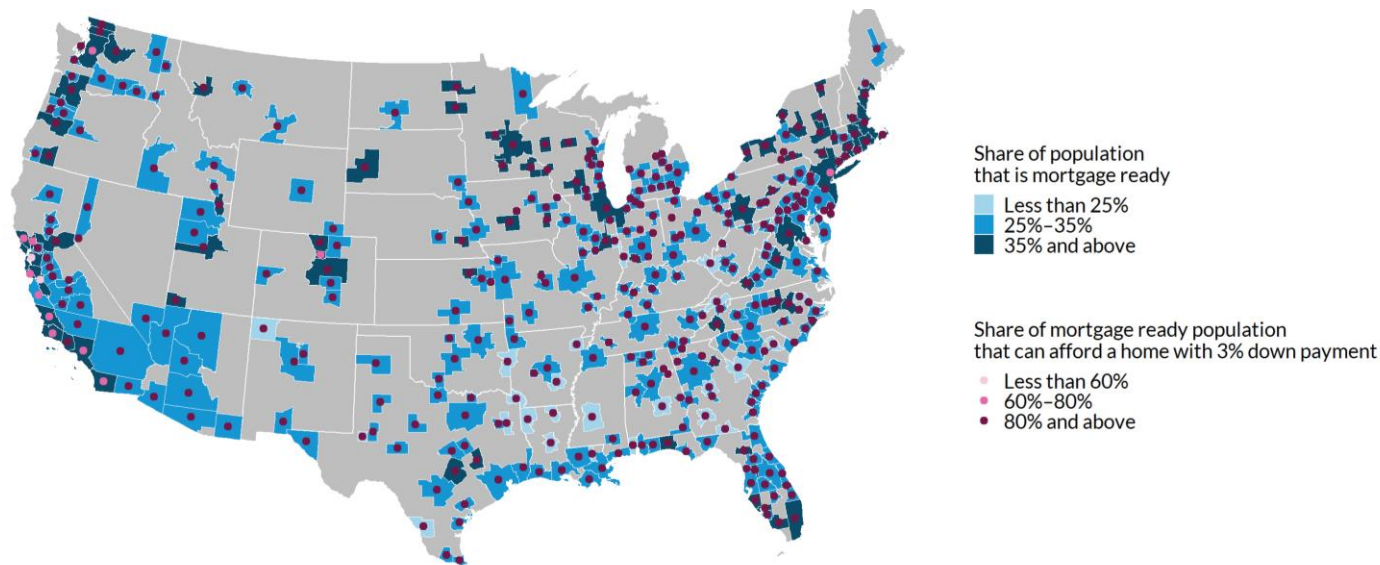 Share of population
that is mortgage ready
Less than 25%
25%–35%
35% and above
Share of mortgage ready population
that can afford a home with 3% down payment
Less than 60%
60%–80%
80% and above